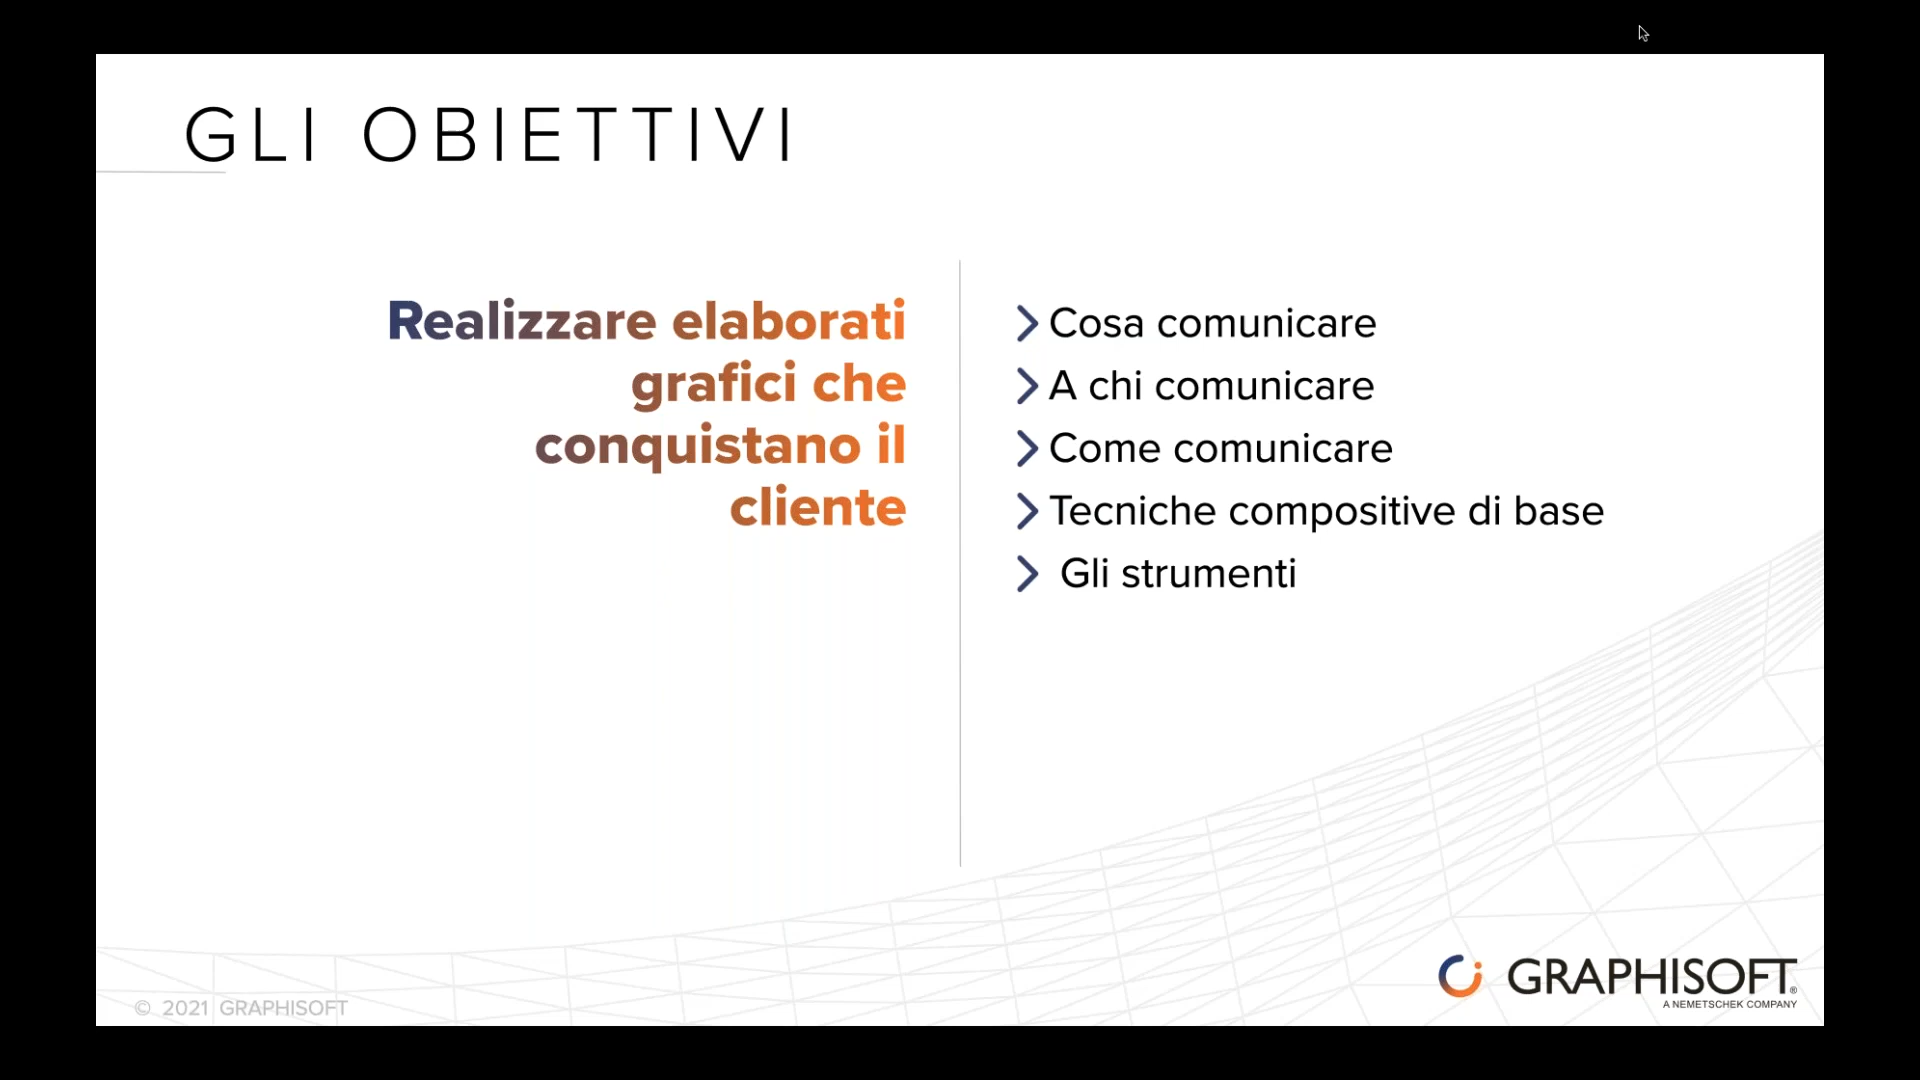 GLI OBIETTIVI
Realizzare elaborati
grafici che
conquistano il
cliente
Cosa comunicare
A chi comunicare
Come comunicare
Tecniche compositive di base
Gli strumenti
GRAPHISOFT®
A NEMETSCHEK COMPANY
© 2021 GRAPHISOFT